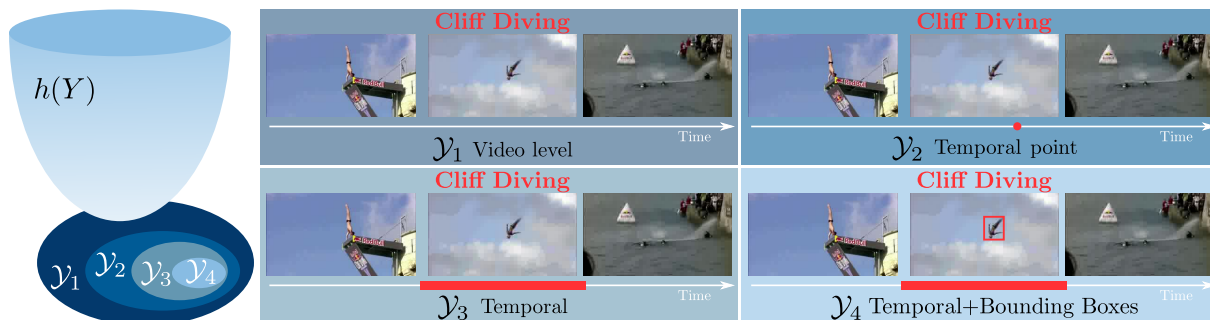 h(Y)
𝒴1
𝒴2
𝒴3
𝒴4
Cliff Diving
Time
𝒴1 Video level
Cliff Diving
Time
𝒴2 Temporal point
Cliff Diving
Time
𝒴3 Temporal
Cliff Diving
Time
𝒴4 Temporal+Bounding Boxes